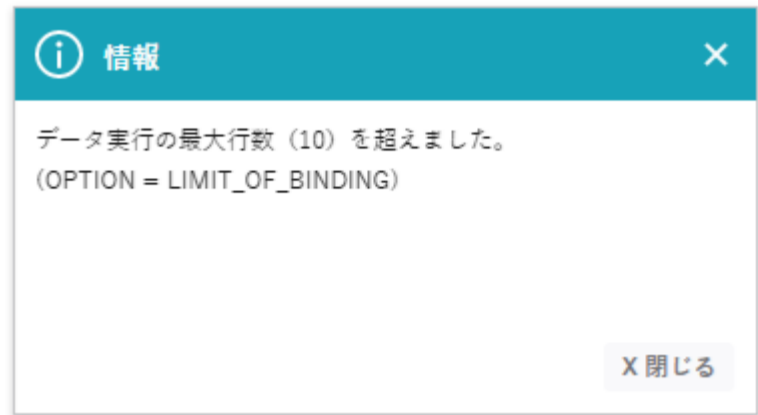 情報
データ実行の最大行数（10）を超えました。
(OPTION = LIMIT_OF_BINDING)
X 閉じる